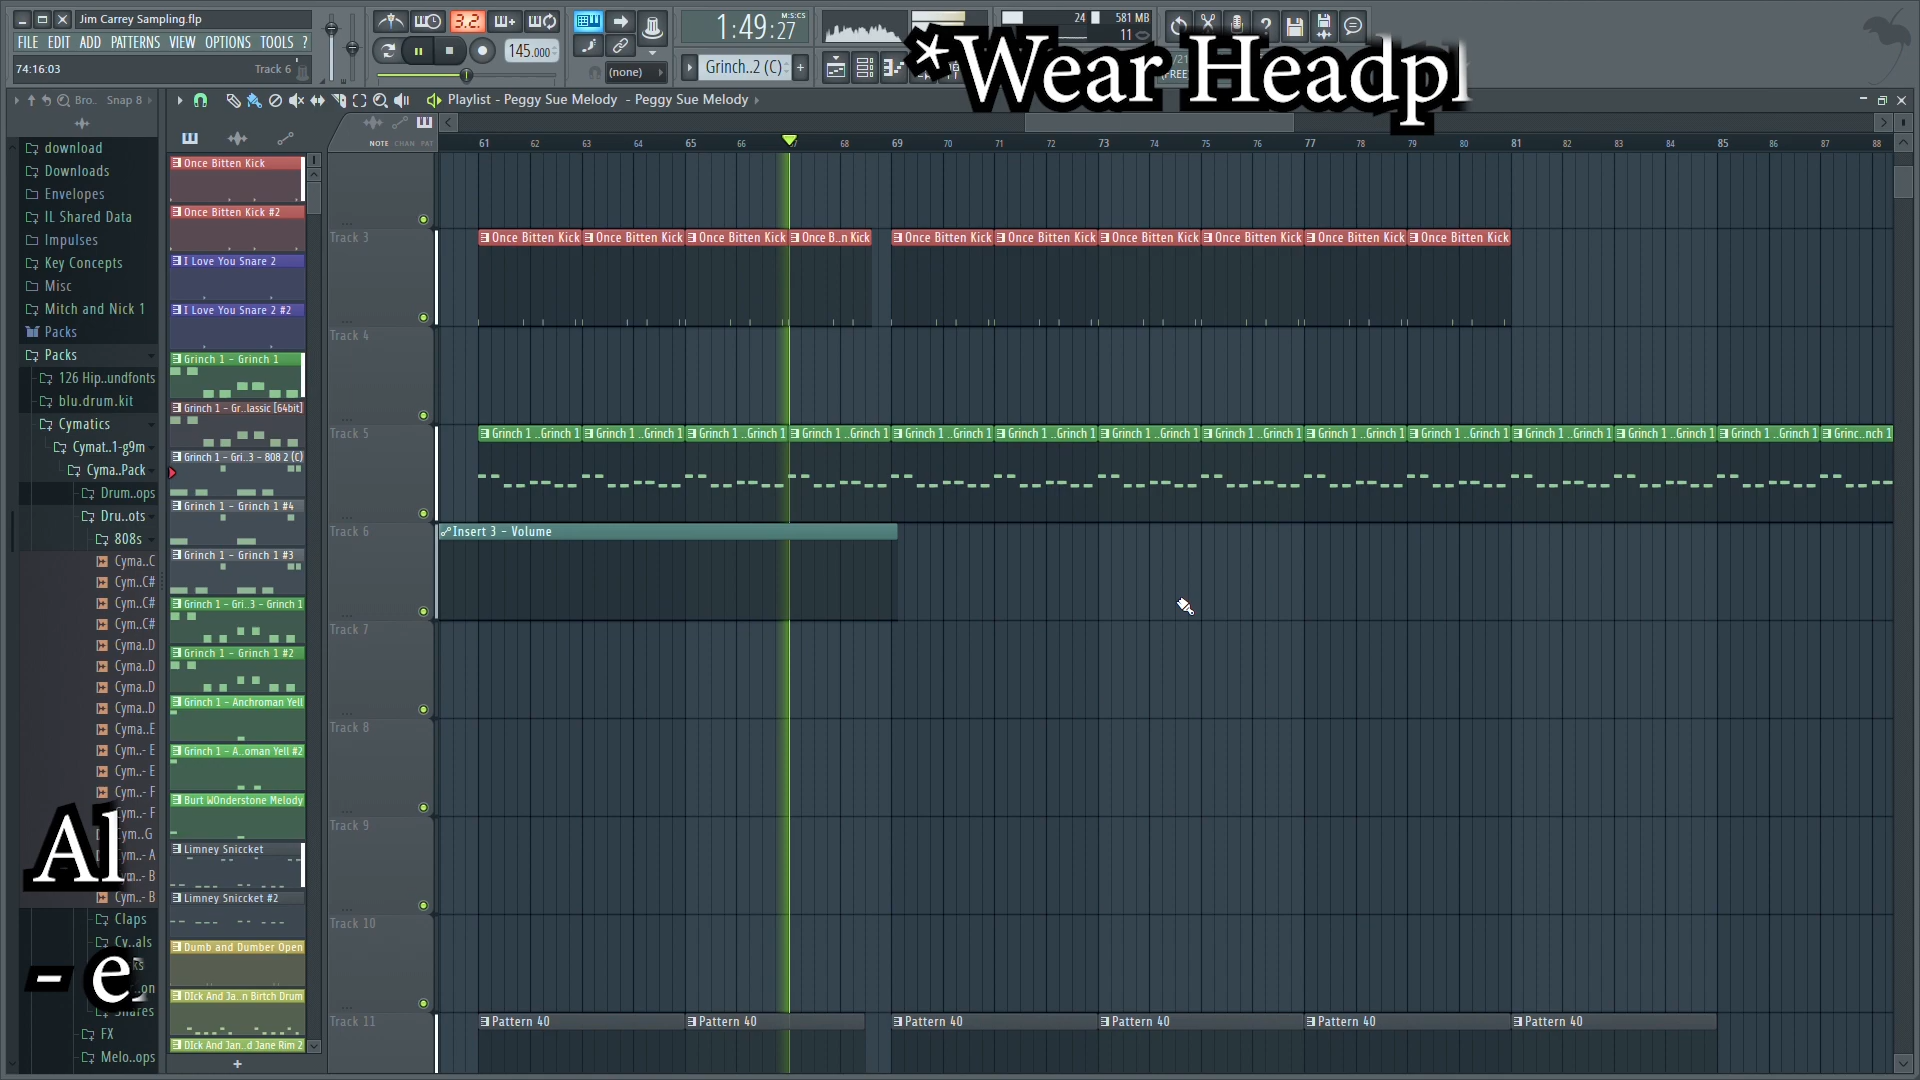 Jim Carrey Sampling.flp
FILE EDIT ADD PATTERNS VIEW OPTIONS TOOLS ?
74:16:03 Track 6
3.2.
145.000
(none)
1:49:27 M:S:CS
Grinch..2 (C)
24 581 MB
11
*Wear Headpl
Bro.. Snap 8
Playlist - Peggy Sue Melody - Peggy Sue Melody
NOTE CHAN PAT
61 62 63 64 65 66 67 68 69 70 71 72 73 74 75 76 77 78 79 80 81 82 83 84 85 86 87 88
download
Downloads
Envelopes
IL Shared Data
Impulses
Key Concepts
Misc
Mitch and Nick 1
Packs
Packs
126 Hip..undfonts
blu.drum.kit
Cymatics
Cymat..1-g9m
Cyma..Pack
Drum..ops
Dru..ots
808s
Cyma..C
Cym..C#
Cym..C#
Cym..C#
Cyma..D
Cyma..D
Cyma..D
Cyma..D
Cyma..E
Cym..- E
Cym..- E
Cym..- F
Cym..- F
Cym..G
Cym..- A
Cym..- B
Claps
Cy..als
FX
Melo..ops
Al
- e
Once Bitten Kick
Once Bitten Kick #2
I Love You Snare 2
I Love You Snare 2 #2
Grinch 1 - Grinch 1
Grinch 1 - Gr..lassic [64bit]
Grinch 1 - Gri..3 - 808 2 (C)
Grinch 1 - Grinch 1 #4
Grinch 1 - Grinch 1 #3
Grinch 1 - Gri..3 - Grinch 1
Grinch 1 - Grinch 1 #2
Grinch 1 - Anchroman Yell
Grinch 1 - A..oman Yell #2
Burt WOnderstone Melody
Limney Sniccket
Limney Sniccket #2
Dumb and Dumber Open
DIck And Ja..n Birtch Drum
DIck And Jan..d Jane Rim 2
Track 3
Once Bitten Kick Once Bitten Kick Once Bitten Kick Once B..n Kick Once Bitten Kick Once Bitten Kick Once Bitten Kick Once Bitten Kick Once Bitten Kick Once Bitten Kick
Track 4
Track 5
Grinch 1 ..Grinch 1 Grinch 1 ..Grinch 1 Grinch 1 ..Grinch 1 Grinch 1 ..Grinch 1 Grinch 1 ..Grinch 1 Grinch 1 ..Grinch 1 Grinch 1 ..Grinch 1 Grinch 1 ..Grinch 1 Grinch 1 ..Grinch 1 Grinch 1 ..Grinch 1 Grinch 1 ..Grinch 1 Grinch 1 ..Grinch 1 Grinch 1 ..Grinch 1 Grinc..nch 1
Track 6
Insert 3 - Volume
Track 7
Track 8
Track 9
Track 10
Track 11
Pattern 40 Pattern 40 Pattern 40 Pattern 40 Pattern 40 Pattern 40